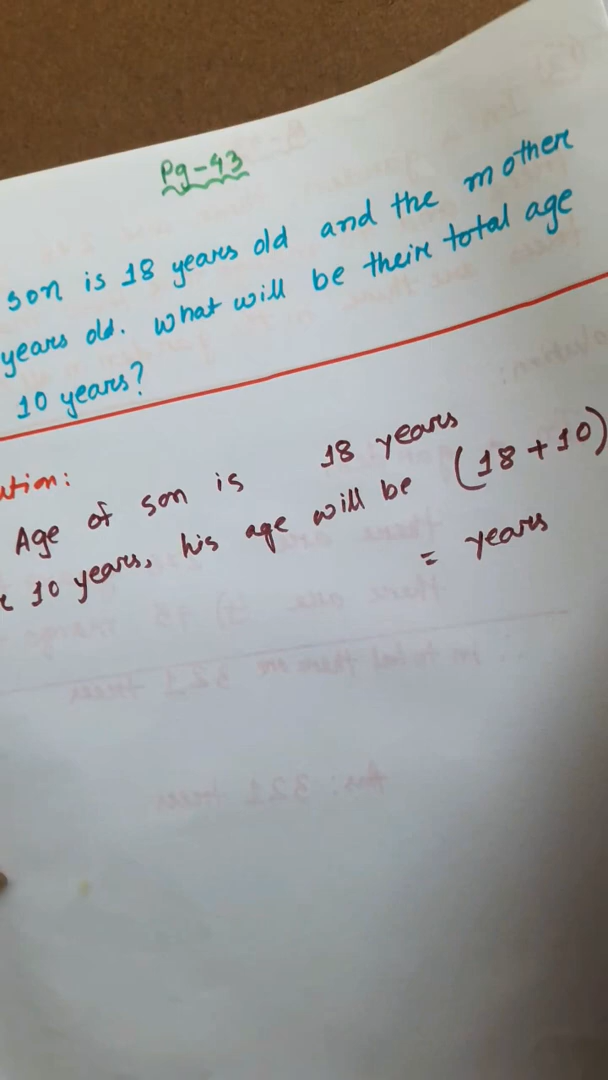 Pg-43
son is 18 years old and the mother
years old. What will be their total age
10 years?
ution:
Age of son is 18 years
10 years, his age will be (18+10)
= years